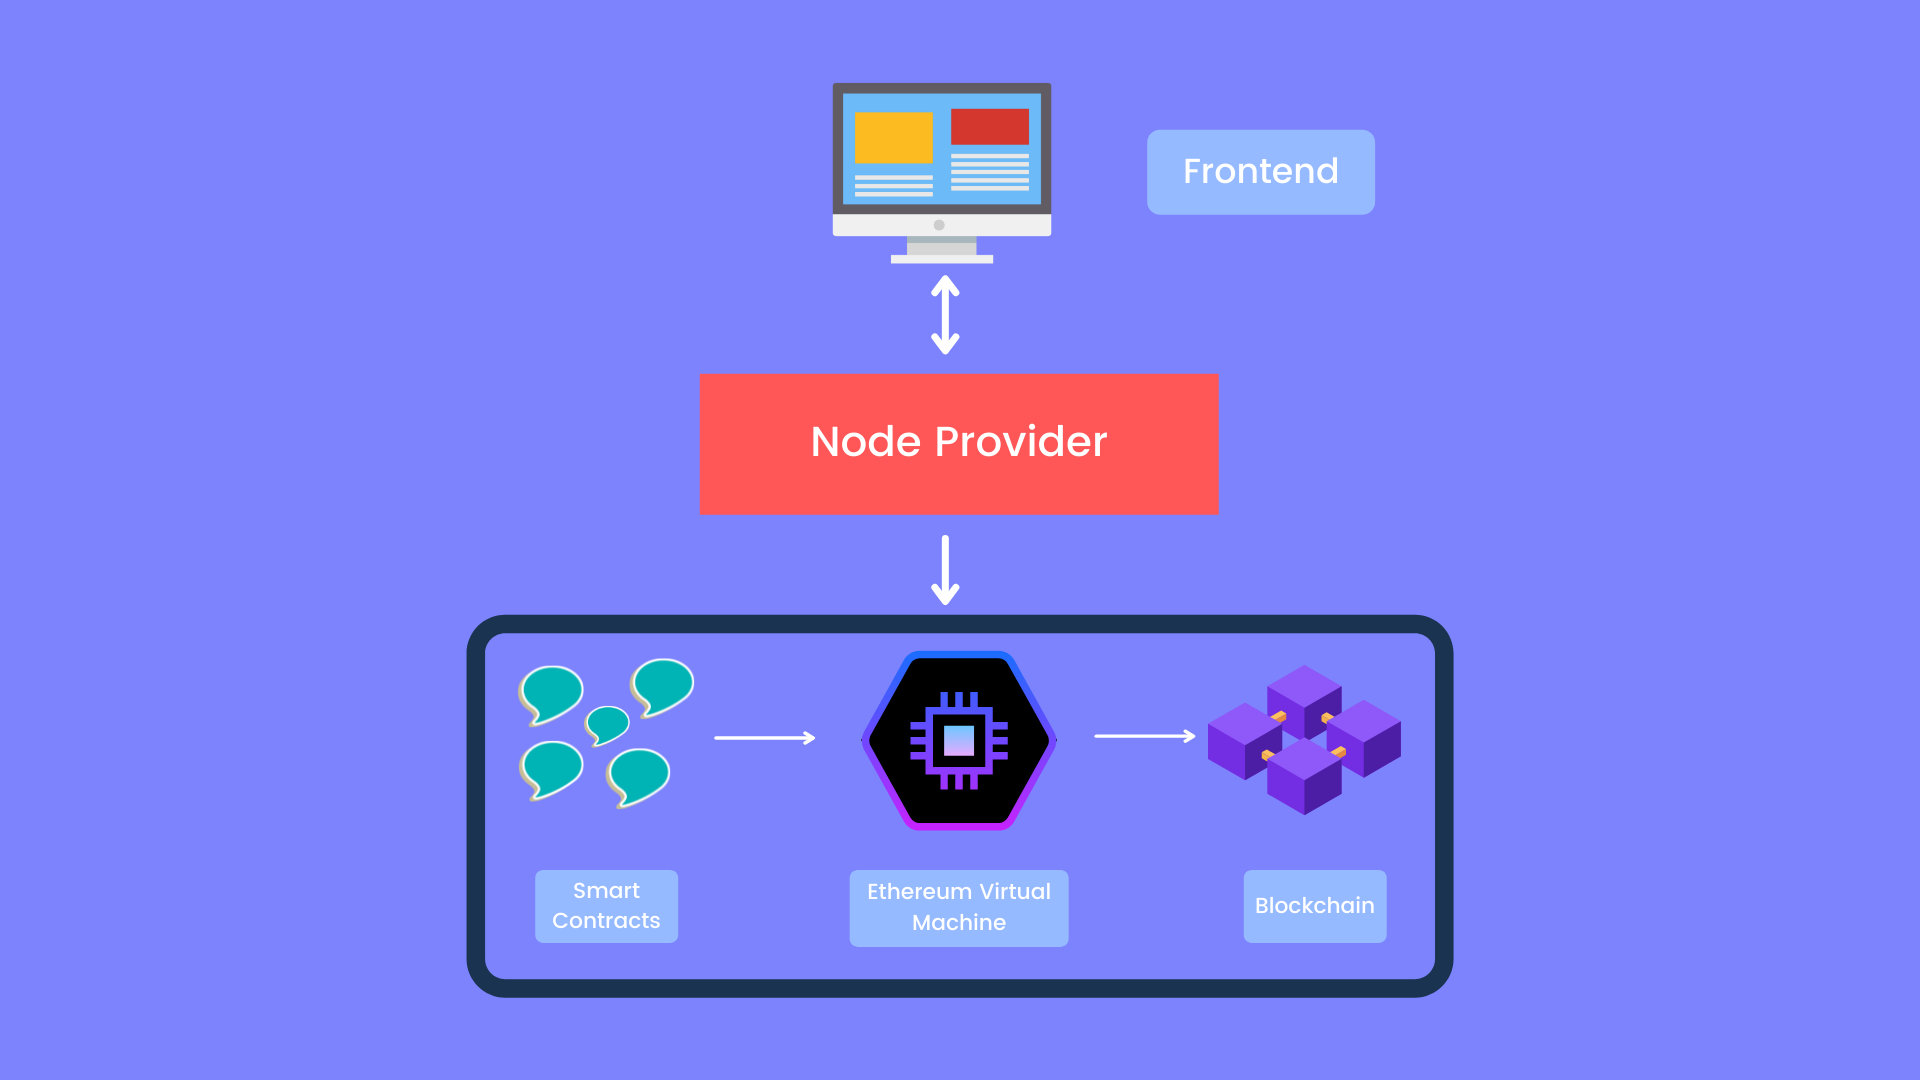 Frontend
Node Provider
Smart
Contracts
Ethereum Virtual
Machine
Blockchain